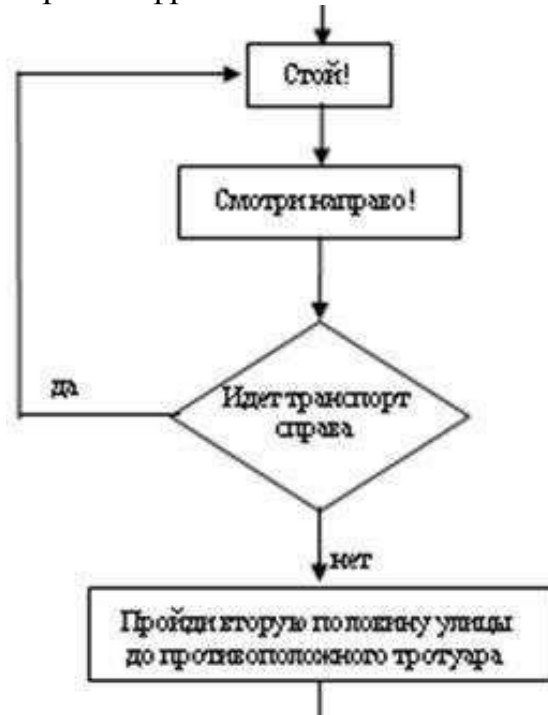 Стой!
Смотри направо!
Идет транспорт
справа
да
нет
Пройди вторую половину улицы
до противоположного тротуара